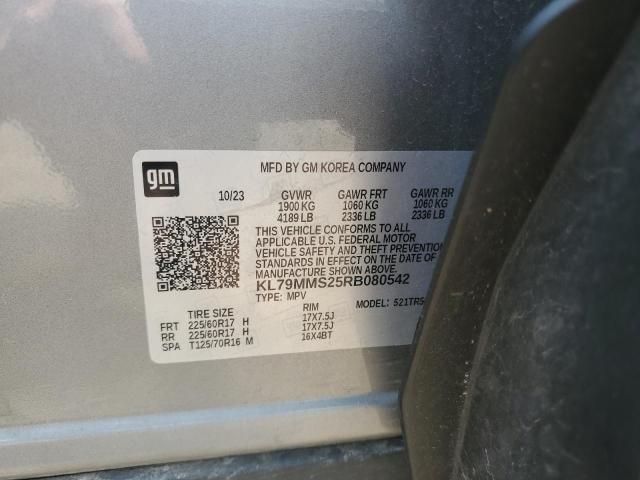 gm
MFD BY GM KOREA COMPANY
10/23 GVWR GAWR FRT GAWR RR
1900 KG 1060 KG 1060 KG
4189 LB 2336 LB 2336 LB
THIS VEHICLE CONFORMS TO ALL
APPLICABLE U.S. FEDERAL MOTOR
VEHICLE SAFETY AND THEFT PREVENTION
STANDARDS IN EFFECT ON THE DATE OF
MANUFACTURE SHOWN ABOVE.
KL79MMS25RB080542
TYPE: MPV MODEL: 521TR5
TIRE SIZE RIM
FRT 225/60R17 H 17X7.5J
RR 225/60R17 H 17X7.5J
SPA T125/70R16 M 16X4BT